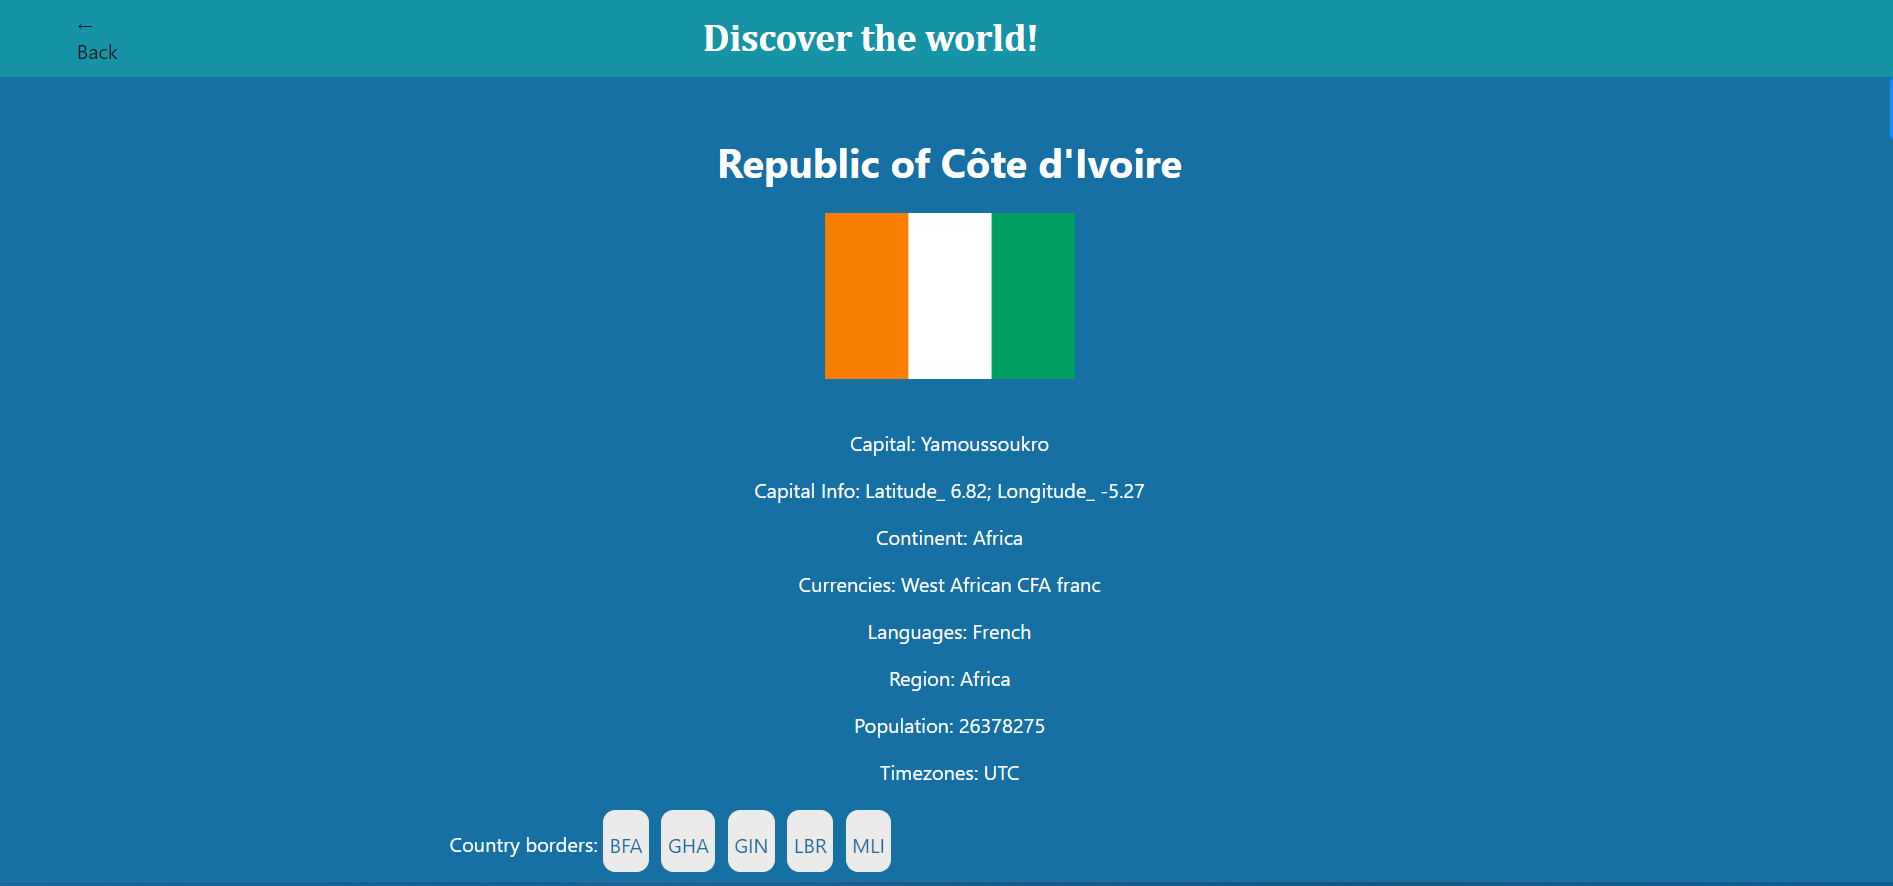 ←
Back
Discover the world!
Republic of Côte d'Ivoire
Capital: Yamoussoukro
Capital Info: Latitude_ 6.82; Longitude_ -5.27
Continent: Africa
Currencies: West African CFA franc
Languages: French
Region: Africa
Population: 26378275
Timezones: UTC
Country borders: BFA GHA GIN LBR MLI